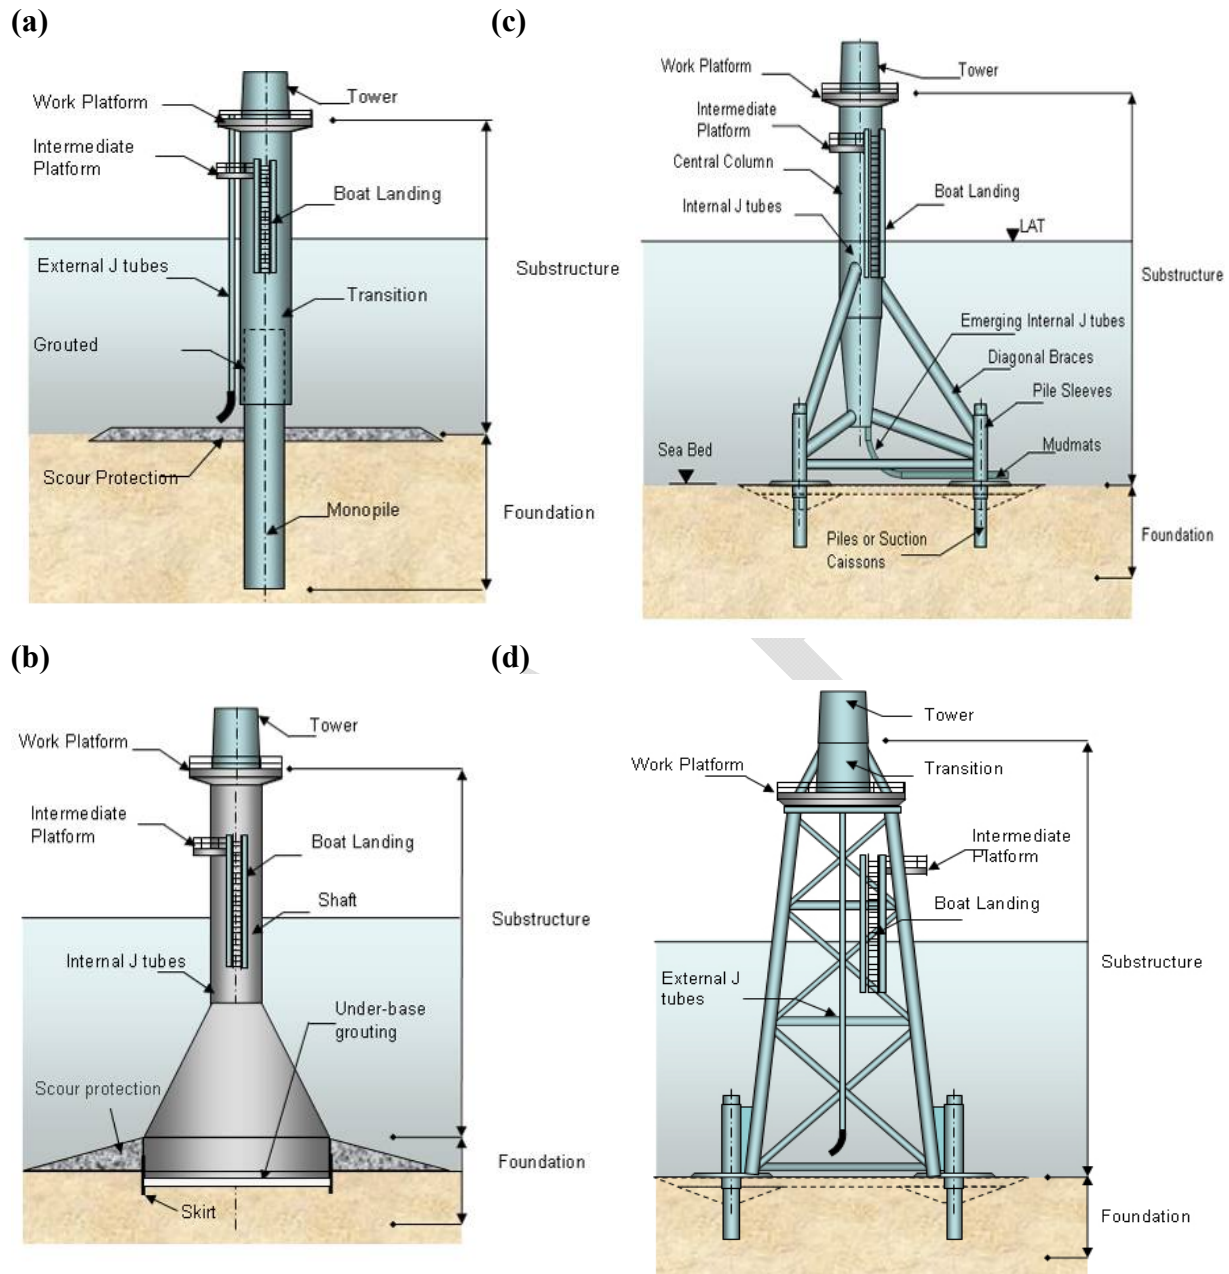 (a)
Work Platform
Tower
Intermediate
Platform
Boat Landing
External J tubes
Substructure
Transition
Grouted
Scour Protection
Monopile
Foundation
(c)
Work Platform
Tower
Intermediate
Platform
Central Column
Internal J tubes
Boat Landing
LAT
Substructure
Emerging Internal J tubes
Diagonal Braces
Pile Sleeves
Sea Bed
Mudmats
Piles or Suction
Caissons
Foundation
(b)
Tower
Work Platform
Intermediate
Platform
Boat Landing
Shaft
Substructure
Internal J tubes
Under-base
grouting
Scour protection
Foundation
Skirt
(d)
Tower
Work Platform
Transition
Intermediate
Platform
Boat Landing
External J
tubes
Substructure
Foundation